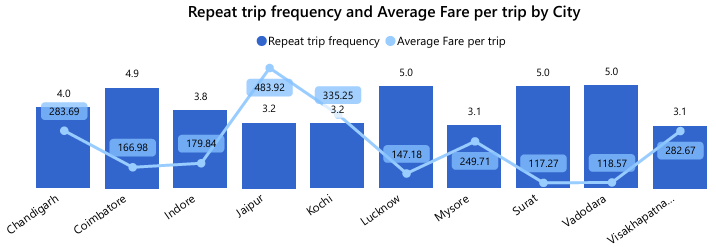 Repeat trip frequency and Average Fare per trip by City
Repeat trip frequency Average Fare per trip
4.0 4.9 3.8 3.2 3.2 5.0 3.1 5.0 5.0 3.1
283.69 166.98 179.84 483.92 335.25 147.18 249.71 117.27 118.57 282.67
Chandigarh Coimbatore Indore Jaipur Kochi Lucknow Mysore Surat Vadodara Visakhapatna...